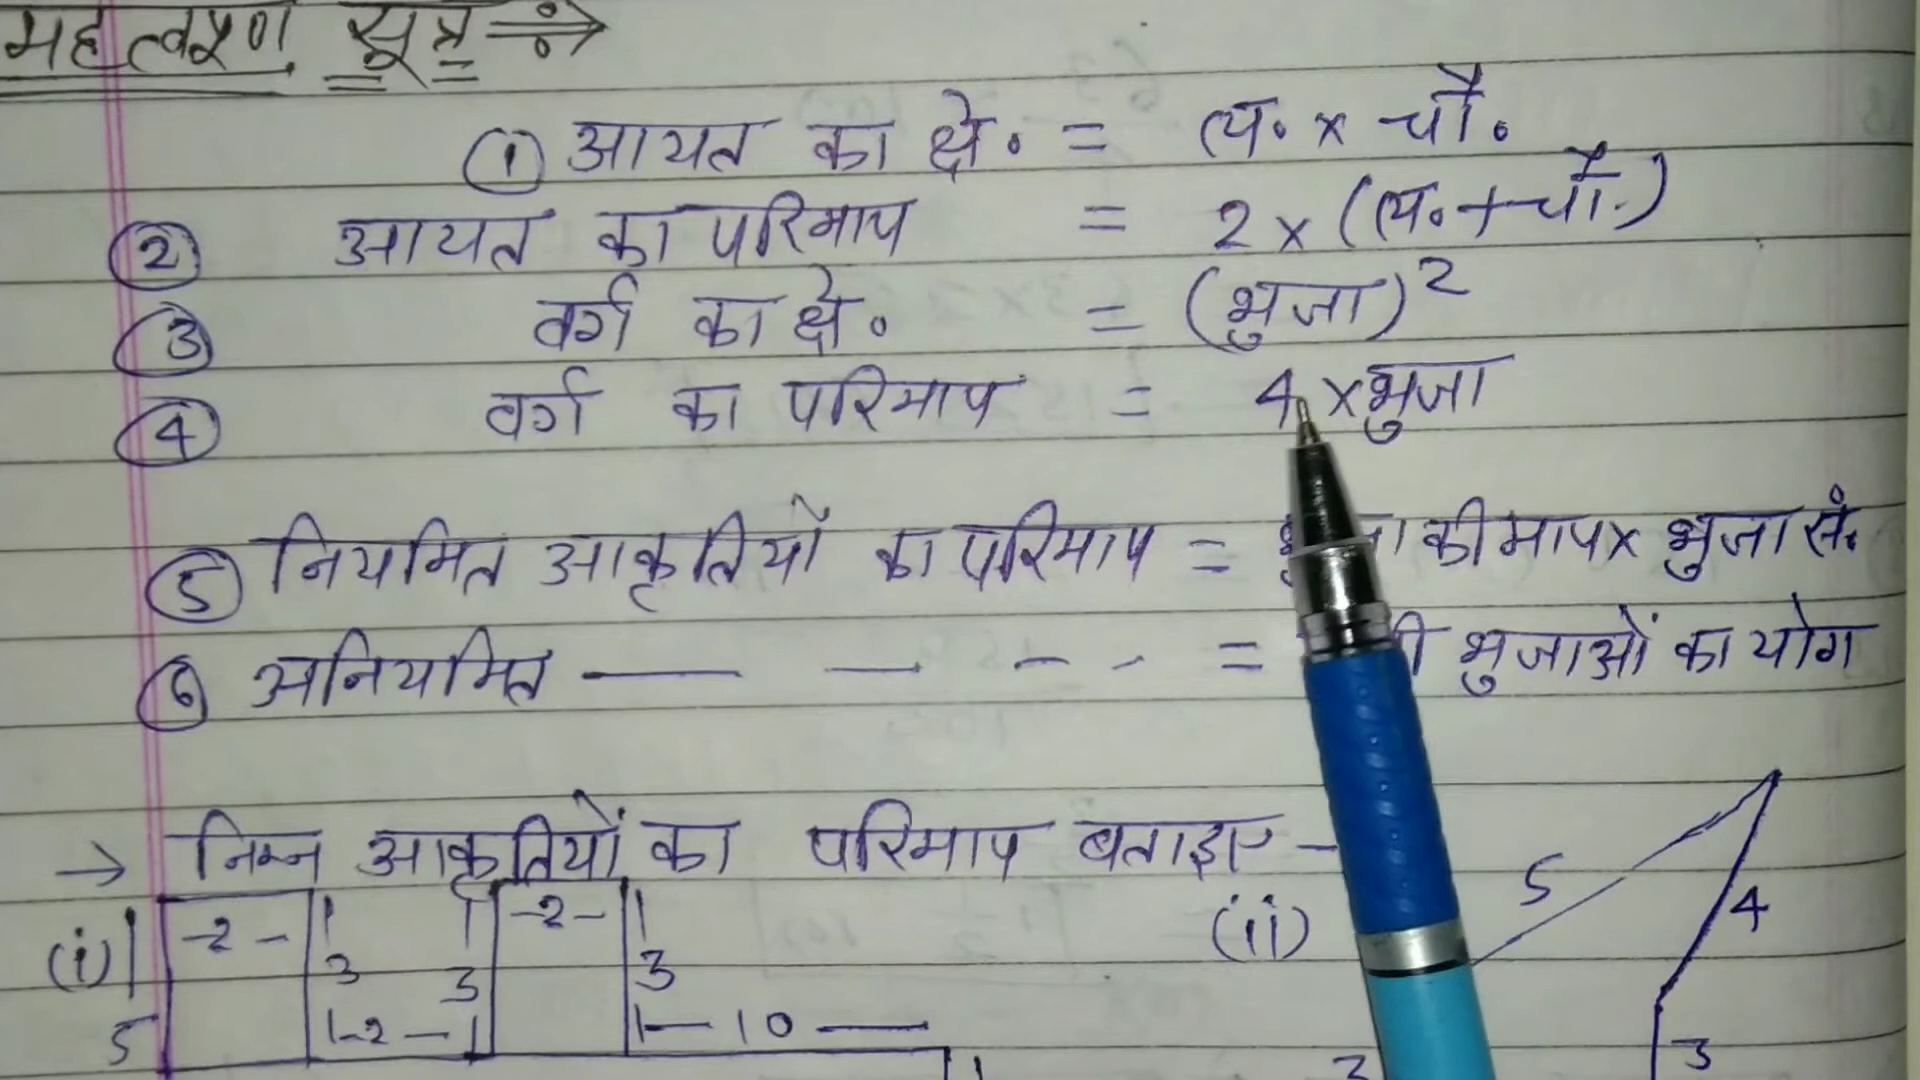 महत्वपूर्ण सूत्र ÷→
① आयत का क्षे॰ = ल॰ × चौ॰
② आयत का परिमाप = 2 × (ल॰ + चौ॰)
③ वर्ग का क्षे॰ = (भुजा)²
④ वर्ग का परिमाप = 4 × भुजा
⑤ नियमित आकृतियों का परिमाप = की माप × भुजा सं॰
⑥ अनियमित — — - - = भुजाओं का योग
→ निम्न आकृतियों का परिमाप बताइए -
(i) -2- 3 3 -2- 3 (ii) 5 4
5 -2- — 10 — 3